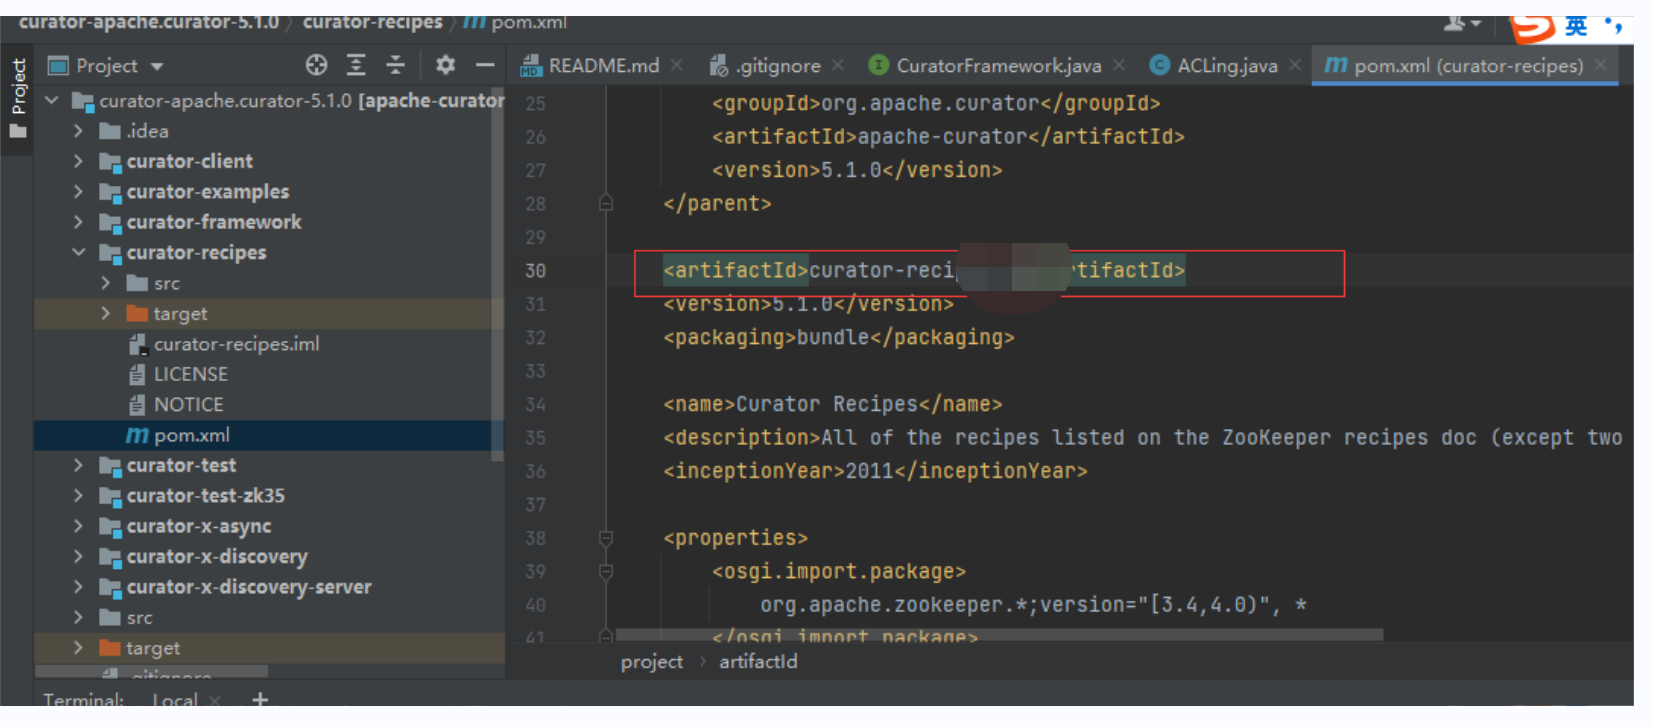 curator-apache.curator-5.1.0 〉 curator-recipes 〉 m pom.xml
英
Project
Project
README.md
.gitignore
CuratorFramework.java
ACLing.java
pom.xml (curator-recipes)
curator-apache.curator-5.1.0 [apache-curator
.idea
curator-client
curator-examples
curator-framework
curator-recipes
src
target
curator-recipes.iml
LICENSE
NOTICE
pom.xml
curator-test
curator-test-zk35
curator-x-async
curator-x-discovery
curator-x-discovery-server
src
target
.gitignore
25 <groupId>org.apache.curator</groupId>
26 <artifactId>apache-curator</artifactId>
27 <version>5.1.0</version>
28 </parent>
29
30 <artifactId>curator-reci tifactId>
31 <version>5.1.0</version>
32 <packaging>bundle</packaging>
33
34 <name>Curator Recipes</name>
35 <description>All of the recipes listed on the ZooKeeper recipes doc (except two
36 <inceptionYear>2011</inceptionYear>
37
38 <properties>
39 <osgi.import.package>
40 org.apache.zookeeper.*;version="[3.4,4.0)", *
41 </osgi.import.package>
project 〉 artifactId
Terminal: Local × +